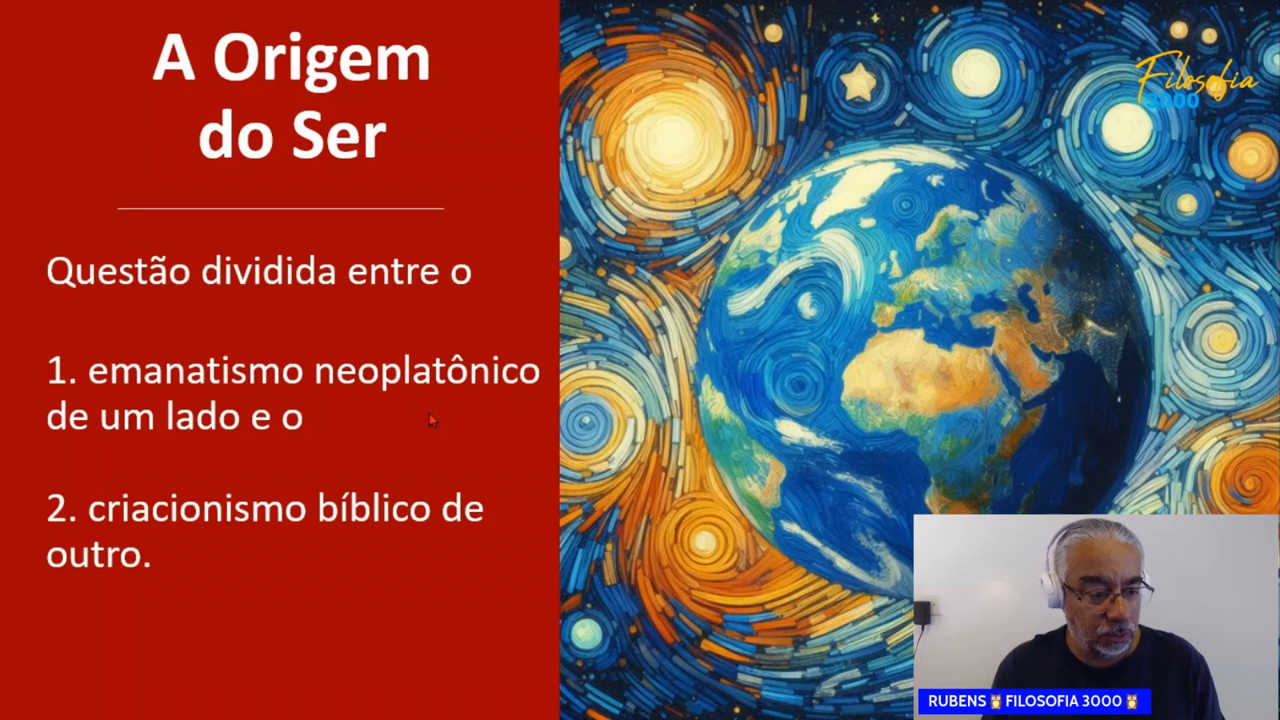 A Origem
do Ser
Questão dividida entre o
1. emanatismo neoplatônico
de um lado e o
2. criacionismo bíblico de
outro.
Filosofia
3000
RUBENS🦉FILOSOFIA 3000🦉